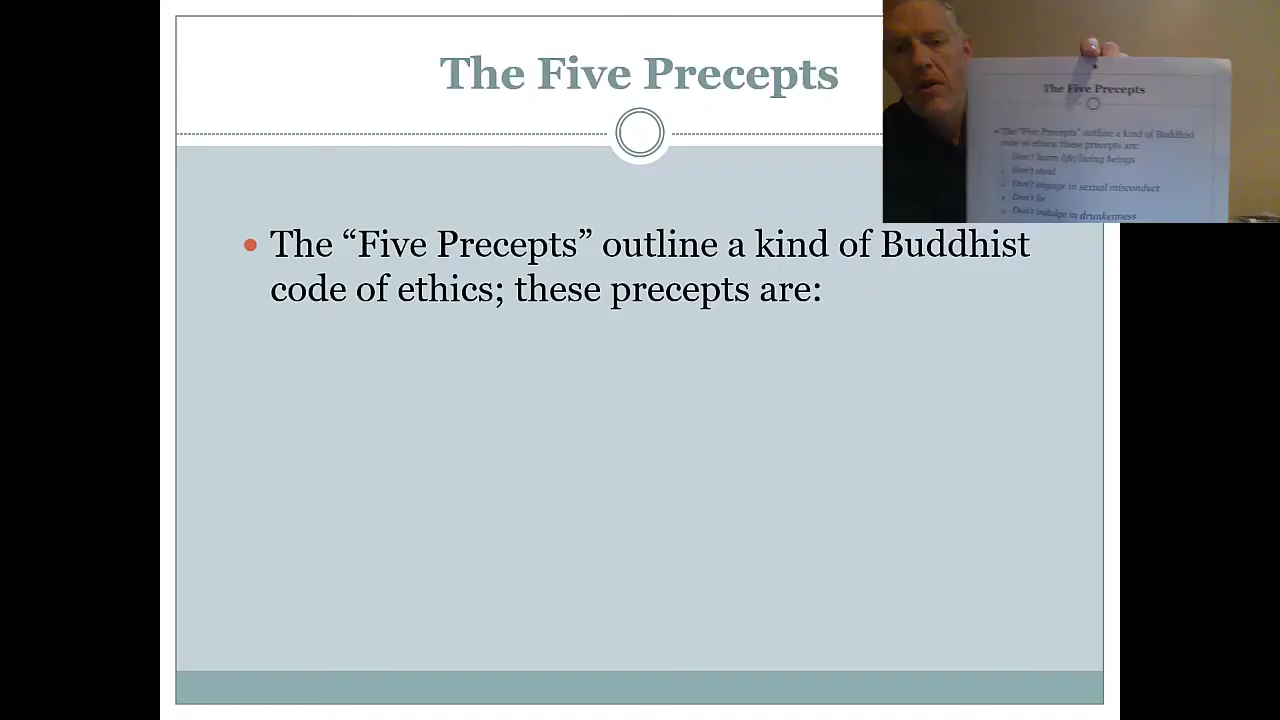 The Five Precepts
• The “Five Precepts” outline a kind of Buddhist
code of ethics; these precepts are:
The Five Precepts
The "Five Precepts" outline a kind of Buddhist
code of ethics; these precepts are:
Don't harm life/living beings
Don't steal
Don't engage in sexual misconduct
Don't lie
Don't indulge in drunkenness